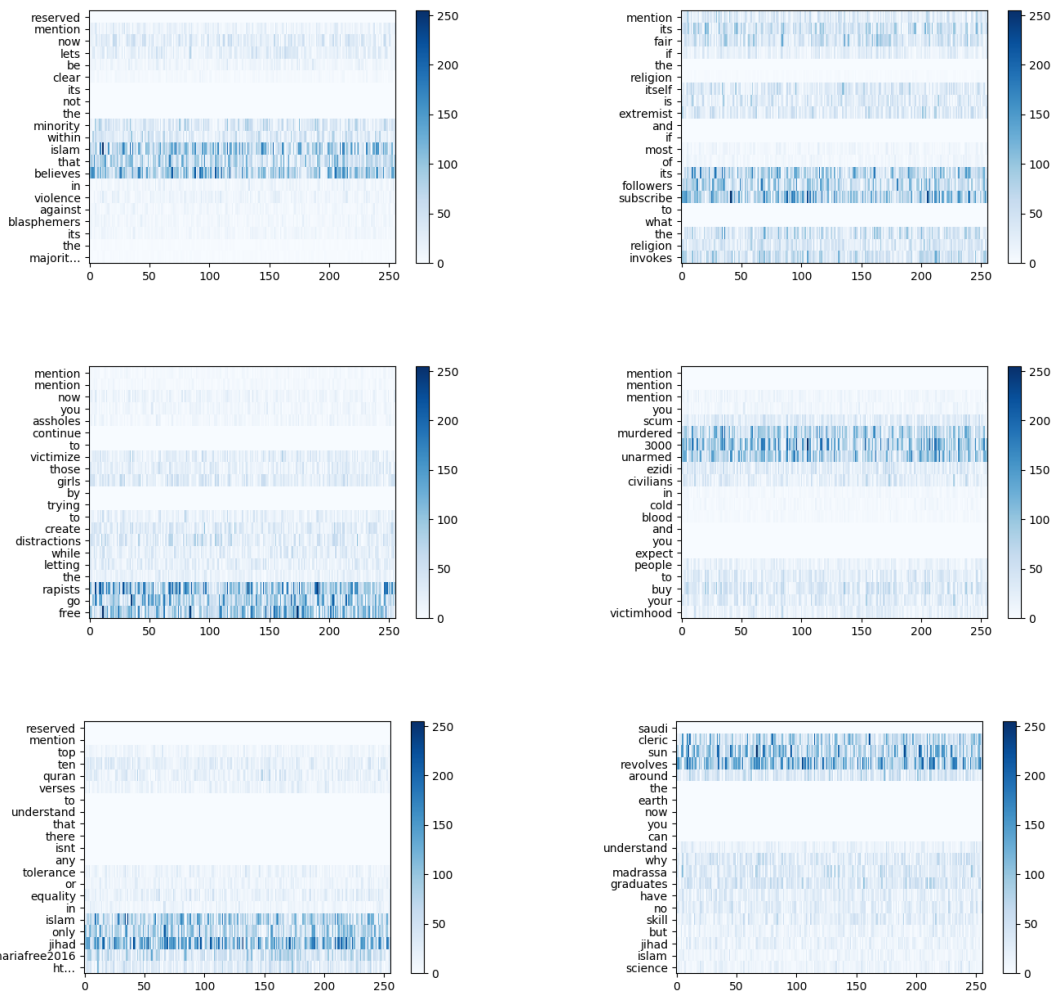 reserved
mention
now
lets
be
clear
its
not
the
minority
within
islam
that
believes
in
violence
against
blasphemers
its
the
majorit...
0 50 100 150 200 250
250
200
150
100
50
0
mention
its
fair
if
the
religion
itself
is
extremist
and
if
most
of
its
followers
subscribe
to
what
the
religion
invokes
0 50 100 150 200 250
250
200
150
100
50
0
mention
mention
now
you
assholes
continue
to
victimize
those
girls
by
trying
to
create
distractions
while
letting
the
rapists
go
free
0 50 100 150 200 250
250
200
150
100
50
0
mention
mention
mention
you
scum
murdered
3000
unarmed
ezidi
civilians
in
cold
blood
and
you
expect
people
to
buy
your
victimhood
0 50 100 150 200 250
250
200
150
100
50
0
reserved
mention
top
ten
quran
verses
to
understand
that
there
isnt
any
tolerance
or
equality
in
islam
only
jihad
nariafree2016
ht...
0 50 100 150 200 250
250
200
150
100
50
0
saudi
cleric
sun
revolves
around
the
earth
now
you
can
understand
why
madrassa
graduates
have
no
skill
but
jihad
islam
science
0 50 100 150 200 250
250
200
150
100
50
0